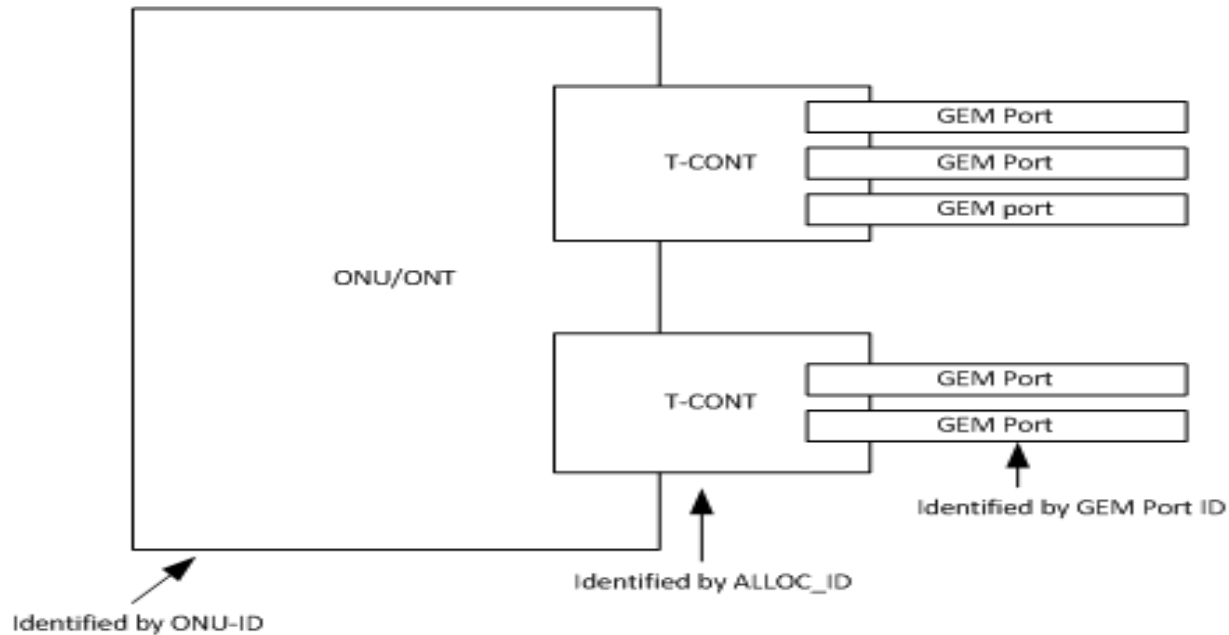 GEM Port
T-CONT
GEM Port
GEM port
ONU/ONT
GEM Port
T-CONT
GEM Port
Identified by GEM Port ID
Identified by ALLOC_ID
Identified by ONU-ID